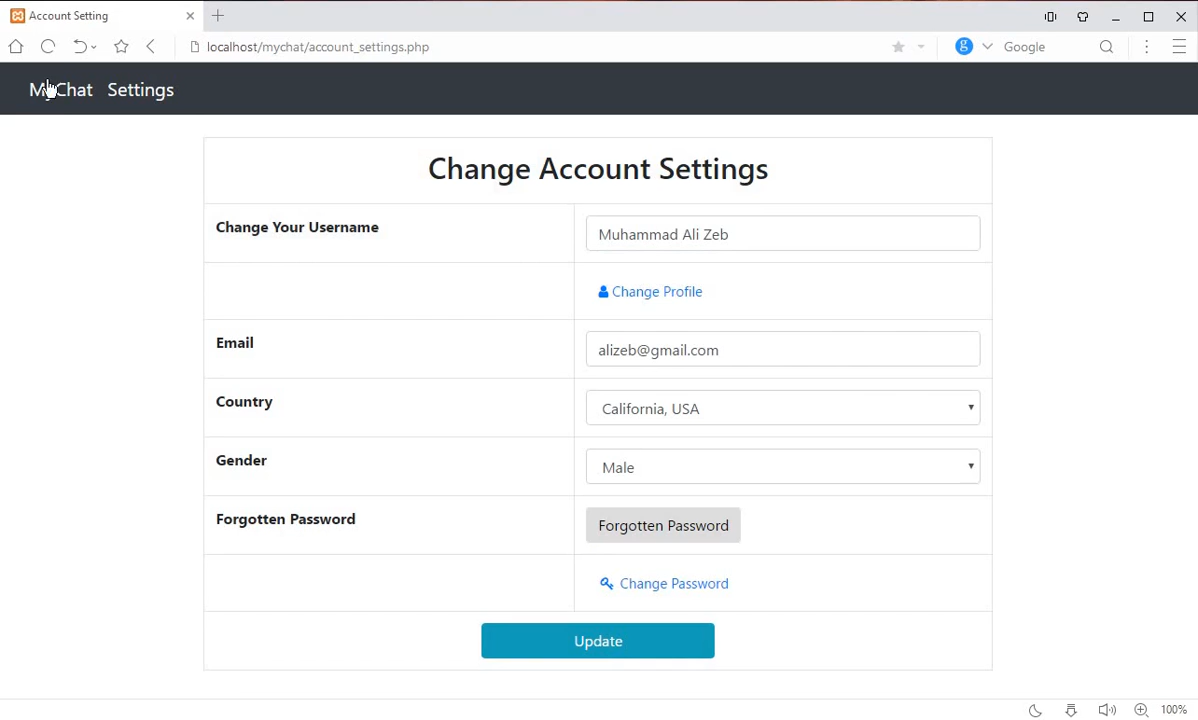 Account Setting
localhost/mychat/account_settings.php
Google
MyChat Settings
Change Account Settings
Change Your Username
Muhammad Ali Zeb
Change Profile
Email
alizeb@gmail.com
Country
California, USA
Gender
Male
Forgotten Password
Forgotten Password
Change Password
Update
100%